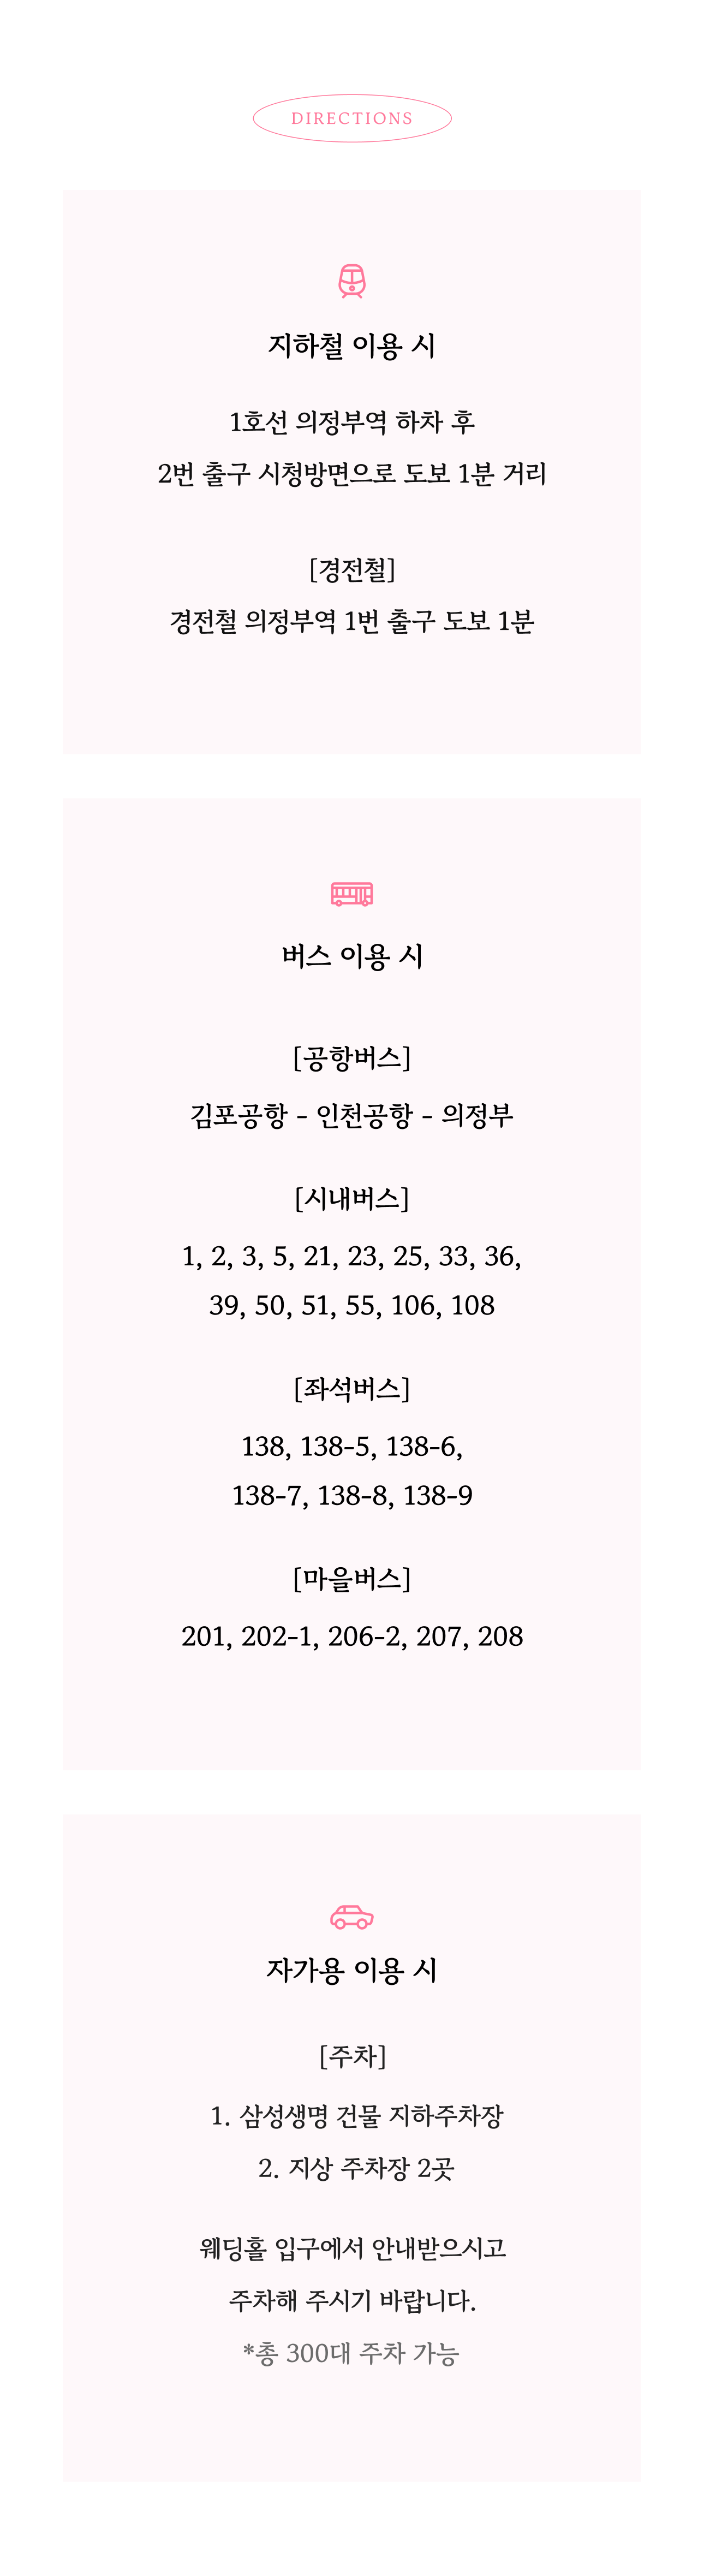 DIRECTIONS
지하철 이용 시
1호선 의정부역 하차 후
2번 출구 시청방면으로 도보 1분 거리
[경전철]
경전철 의정부역 1번 출구 도보 1분
버스 이용 시
[공항버스]
김포공항 - 인천공항 - 의정부
[시내버스]
1, 2, 3, 5, 21, 23, 25, 33, 36,
39, 50, 51, 55, 106, 108
[좌석버스]
138, 138-5, 138-6,
138-7, 138-8, 138-9
[마을버스]
201, 202-1, 206-2, 207, 208
자가용 이용 시
[주차]
1. 삼성생명 건물 지하주차장
2. 지상 주차장 2곳
웨딩홀 입구에서 안내받으시고
주차해 주시기 바랍니다.
*총 300대 주차 가능